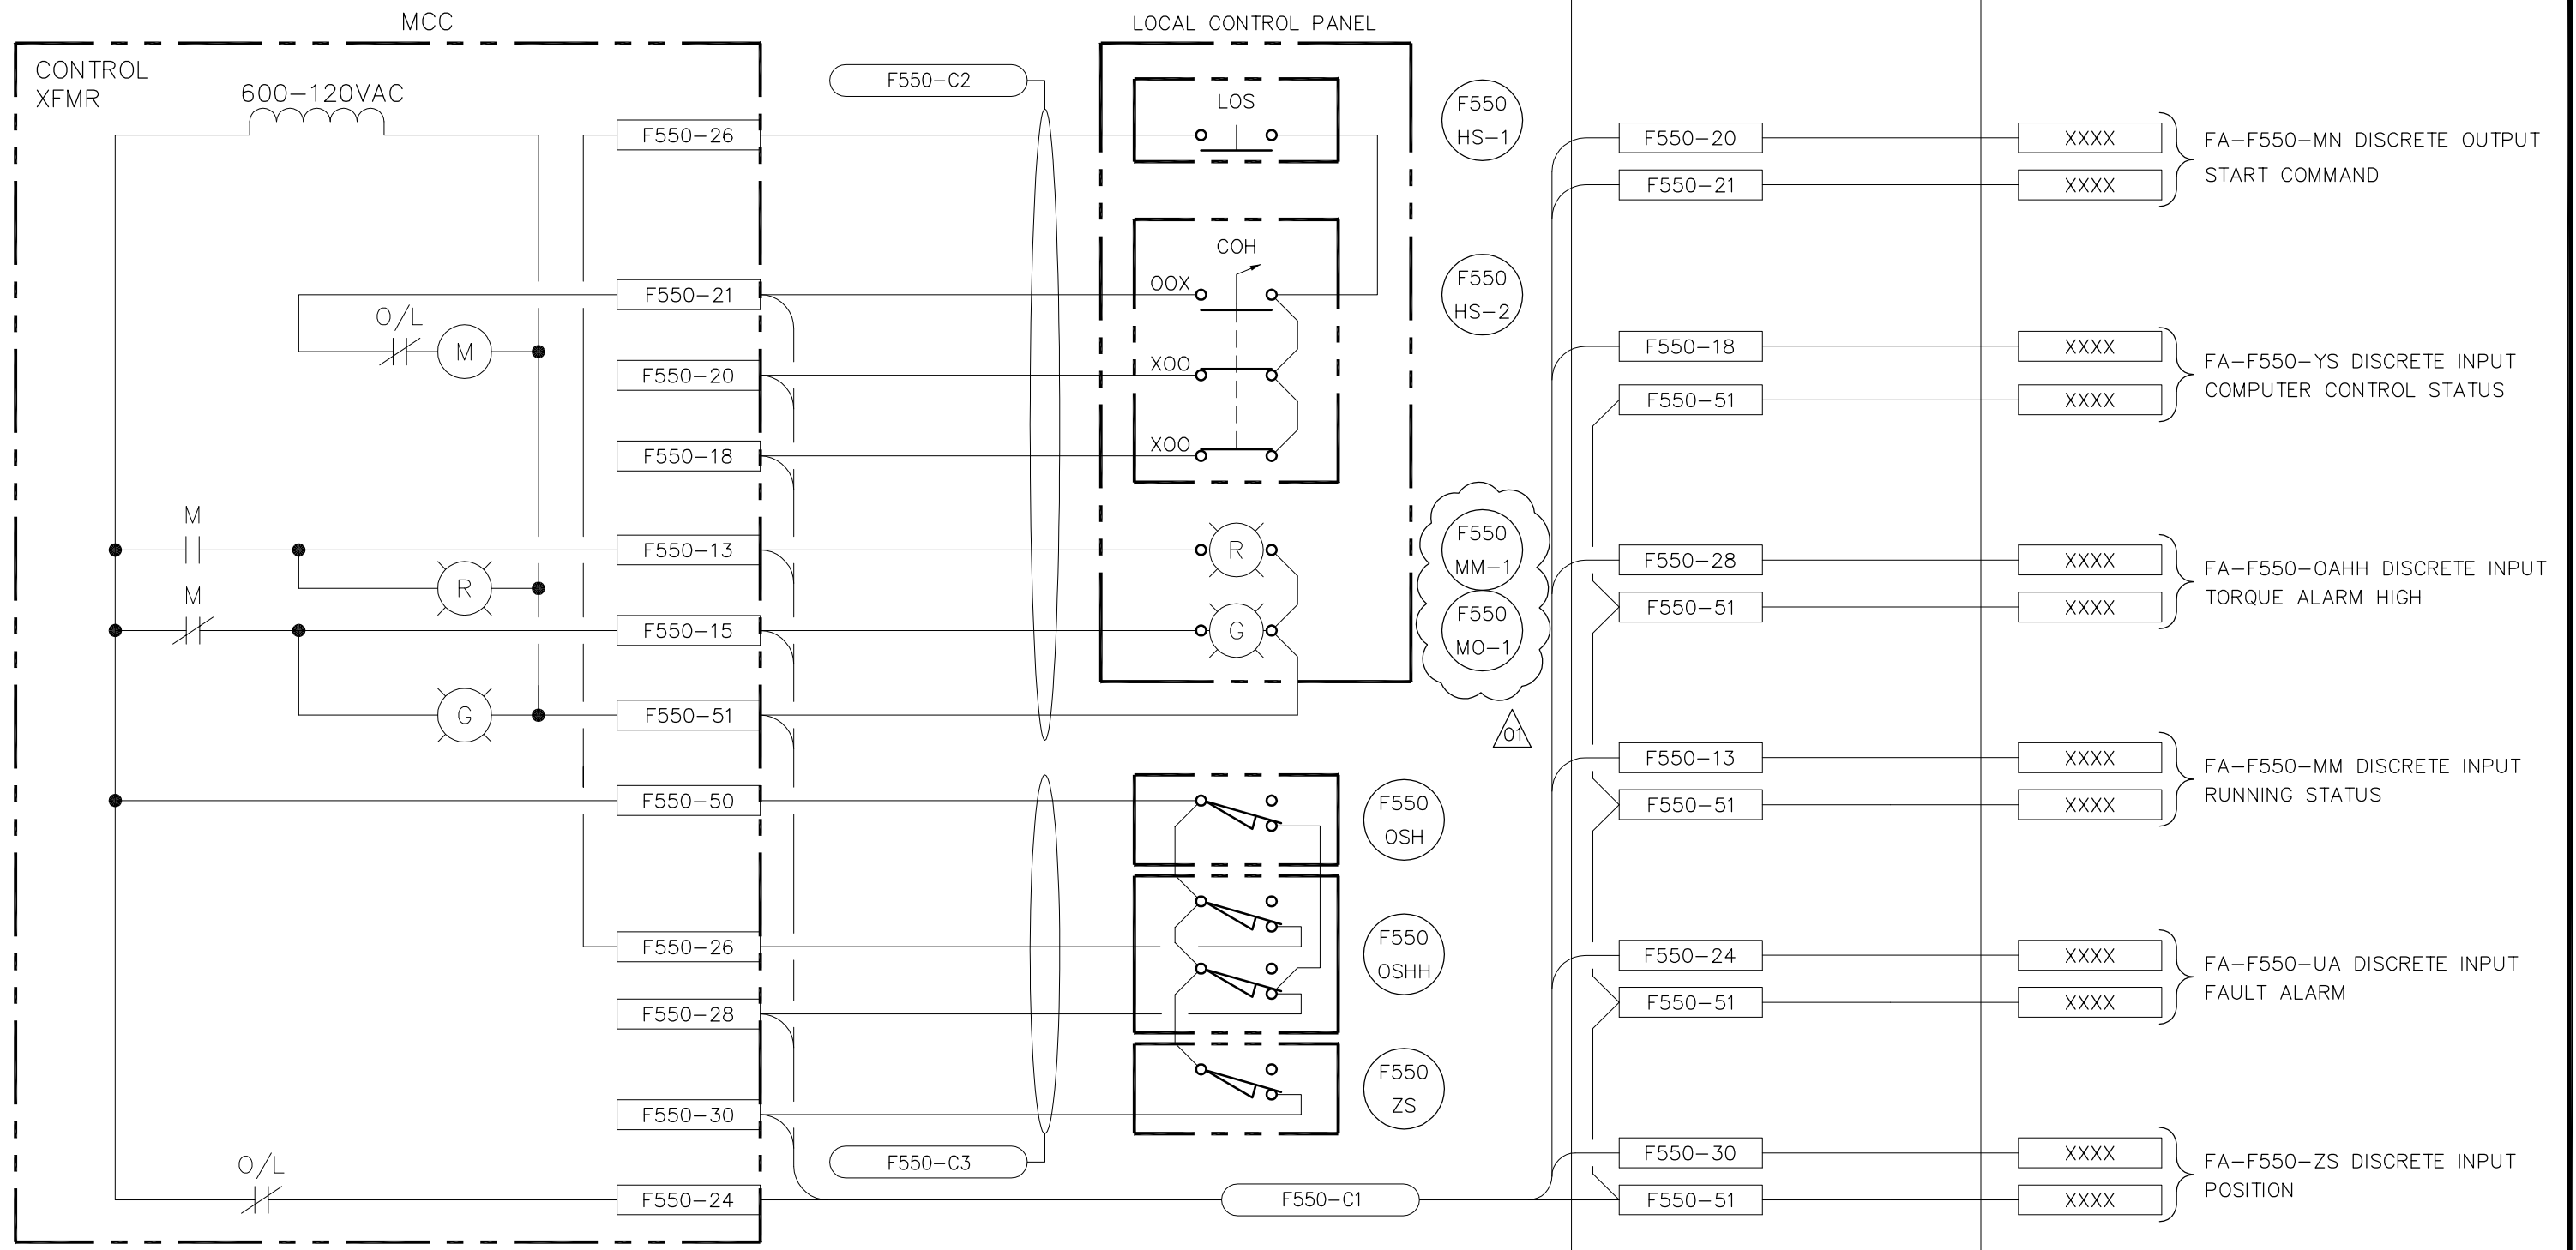 MCC
CONTROL
XFMR
600-120VAC
F550-26
F550-21
O/L
M
F550-20
F550-18
M
F550-13
R
M
F550-15
G
F550-51
F550-50
F550-26
F550-28
F550-30
O/L
F550-24
F550-C2
F550-C3
F550-C1
LOCAL CONTROL PANEL
LOS
COH
OOX
XOO
XOO
R
G
F550
HS-1
F550
HS-2
F550
MM-1
F550
MO-1
01
F550
OSH
F550
OSHH
F550
ZS
F550-20 XXXX
F550-21 XXXX
FA-F550-MN DISCRETE OUTPUT
START COMMAND
F550-18 XXXX
F550-51 XXXX
FA-F550-YS DISCRETE INPUT
COMPUTER CONTROL STATUS
F550-28 XXXX
F550-51 XXXX
FA-F550-OAHH DISCRETE INPUT
TORQUE ALARM HIGH
F550-13 XXXX
F550-51 XXXX
FA-F550-MM DISCRETE INPUT
RUNNING STATUS
F550-24 XXXX
F550-51 XXXX
FA-F550-UA DISCRETE INPUT
FAULT ALARM
F550-30 XXXX
F550-51 XXXX
FA-F550-ZS DISCRETE INPUT
POSITION